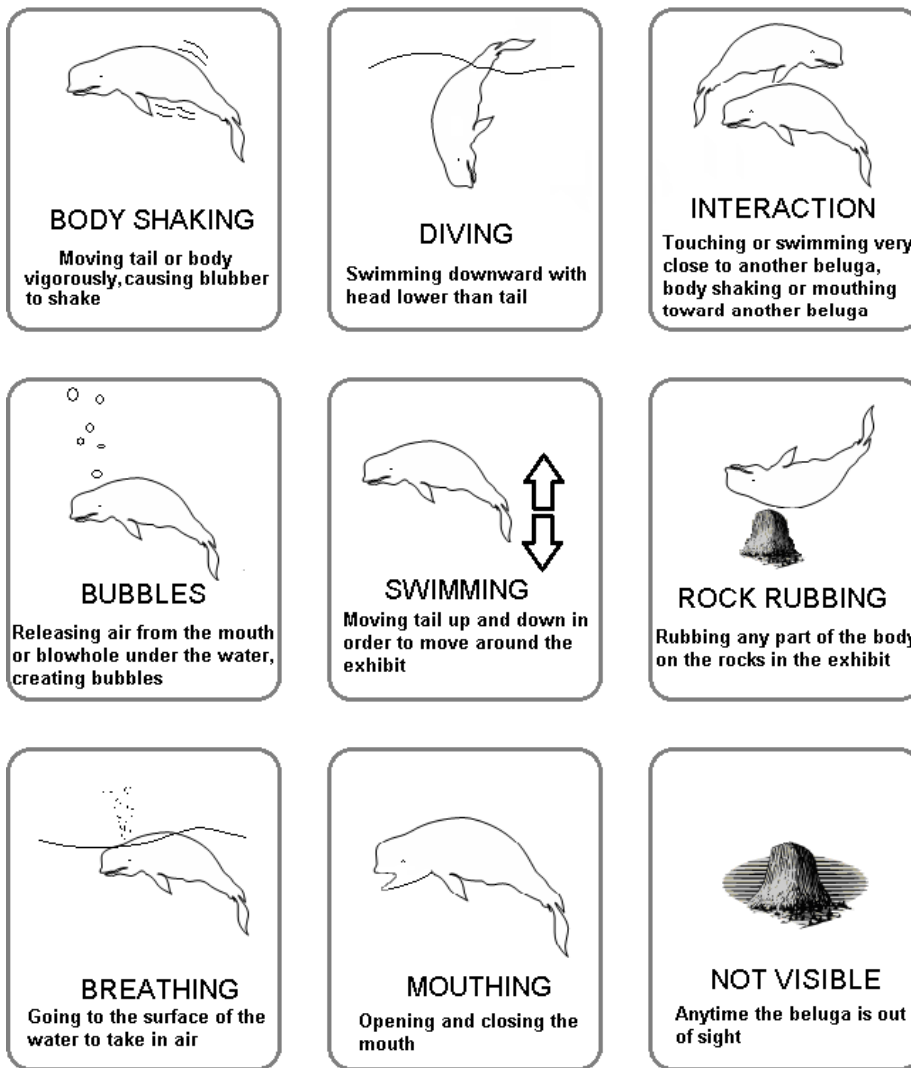 BODY SHAKING
Moving tail or body
vigorously, causing blubber
to shake
DIVING
Swimming downward with
head lower than tail
INTERACTION
Touching or swimming very
close to another beluga,
body shaking or mouthing
toward another beluga
BUBBLES
Releasing air from the mouth
or blowhole under the water,
creating bubbles
SWIMMING
Moving tail up and down in
order to move around the
exhibit
ROCK RUBBING
Rubbing any part of the body
on the rocks in the exhibit
BREATHING
Going to the surface of the
water to take in air
MOUTHING
Opening and closing the
mouth
NOT VISIBLE
Anytime the beluga is out
of sight